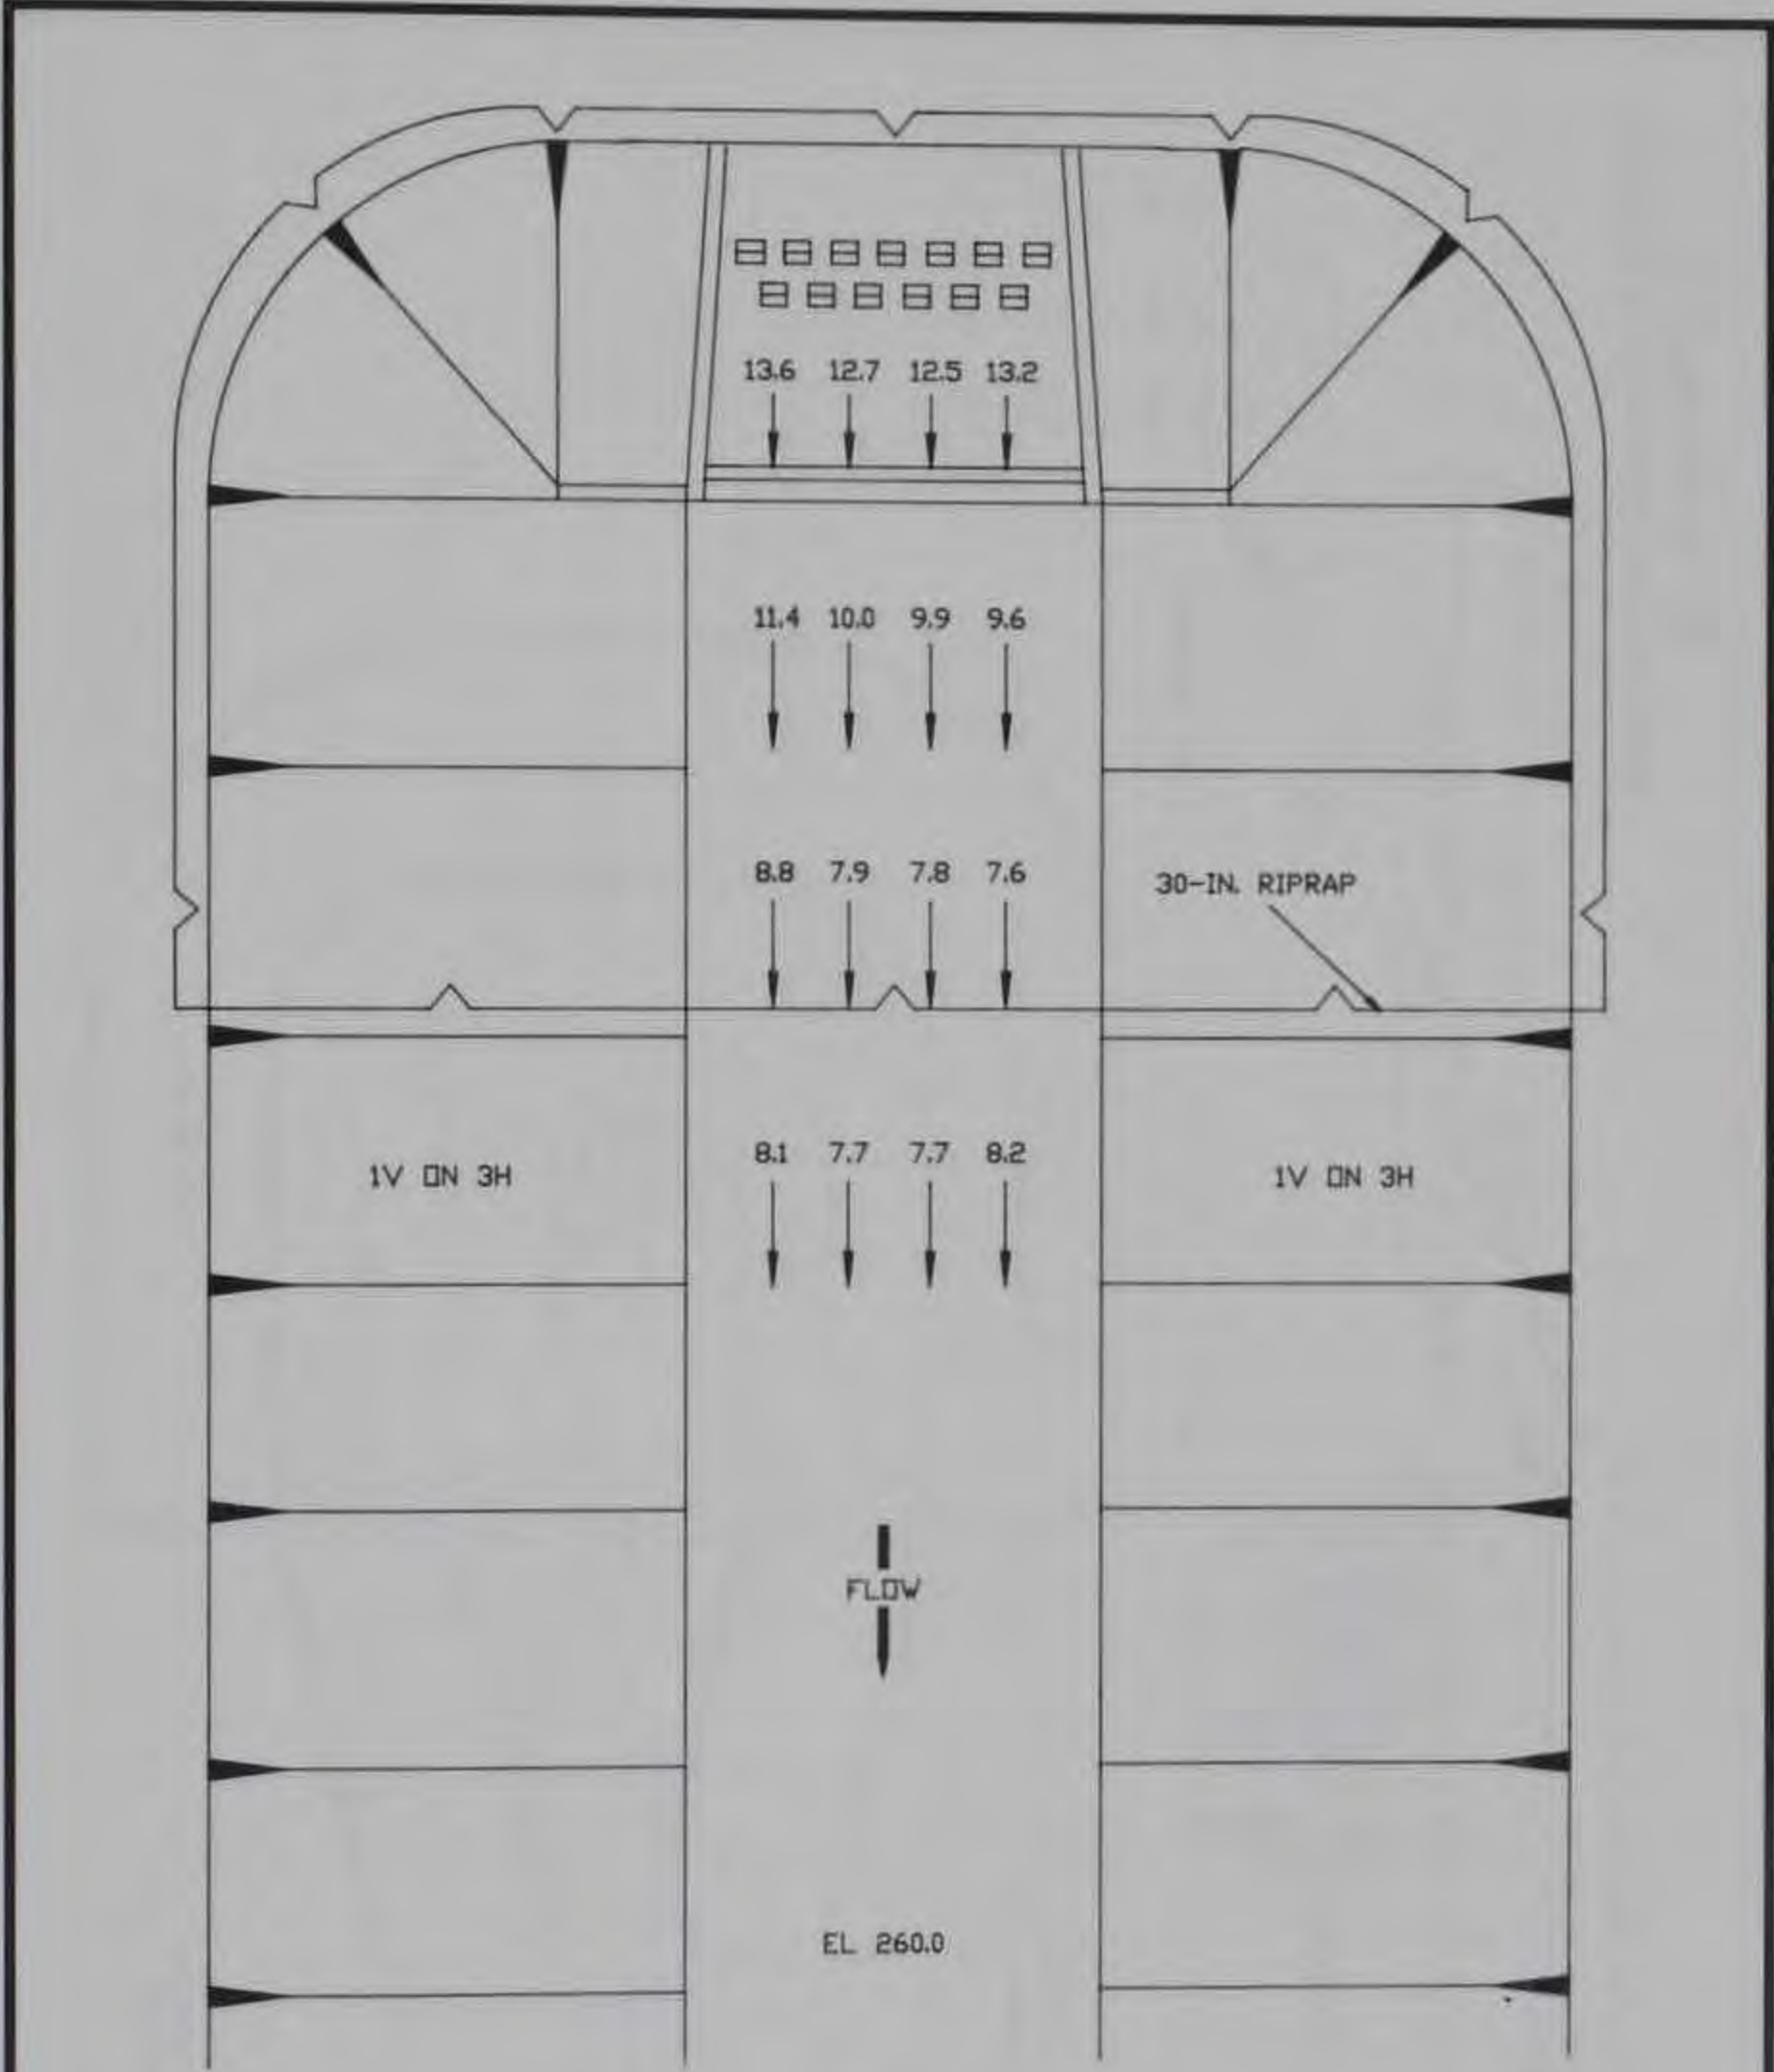 13.6 12.7 12.5 13.2
11.4 10.0 9.9 9.6
8.8 7.9 7.8 7.6
30-IN. RIPRAP
8.1 7.7 7.7 8.2
1V ON 3H
1V ON 3H
FLOW
EL 260.0